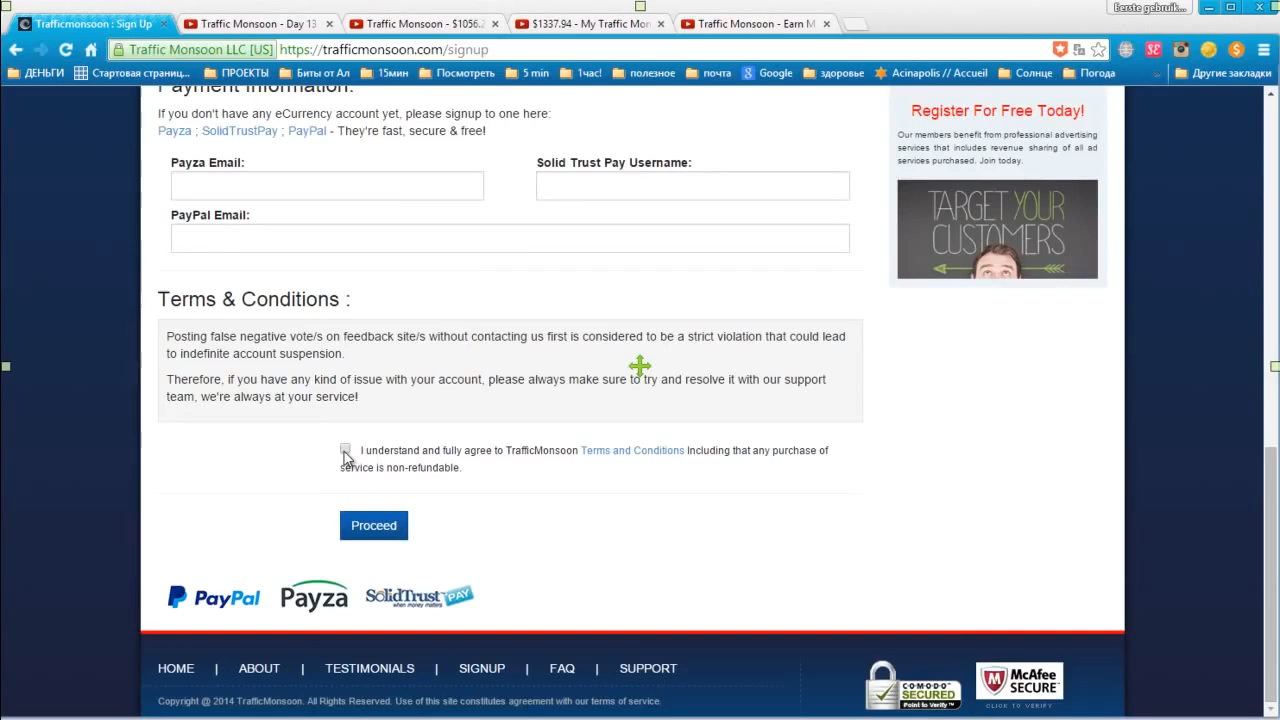 Trafficmonsoon : Sign Up
TrafficMonsoon - Day 13
Traffic Monsoon - $1056.
$1337.94 - My Traffic Mon
Traffic Monsoon - Earn M
Eerste gebruik...
Traffic Monsoon LLC [US] https://trafficmonsoon.com/signup
ДЕНЬГИ Стартовая страниц... ПРОЕКТЫ Биты от Ал 15мин Посмотреть 5 min 1час! полезное почта Google здоровье Acinapolis // Accueil Солнце Погода Другие закладки
Payment Information:
If you don't have any eCurrency account yet, please signup to one here:
Payza ; SolidTrustPay ; PayPal - They're fast, secure & free!
Payza Email: Solid Trust Pay Username:
PayPal Email:
Terms & Conditions :
Posting false negative vote/s on feedback site/s without contacting us first is considered to be a strict violation that could lead
to indefinite account suspension.
Therefore, if you have any kind of issue with your account, please always make sure to try and resolve it with our support
team, we're always at your service!
I understand and fully agree to TrafficMonsoon Terms and Conditions Including that any purchase of
service is non-refundable.
Proceed
PayPal Payza SolidTrust PAY
when money matters
Register For Free Today!
Our members benefit from professional advertising
services that includes revenue sharing of all ad
services purchased. Join today.
TARGET YOUR
CUSTOMERS
HOME | ABOUT | TESTIMONIALS | SIGNUP | FAQ | SUPPORT
Copyright @ 2014 TrafficMonsoon. All Rights Reserved. Use of this site constitutes agreement with our terms of service.
COMODO
SECURED
Point to Verify™
McAfee
SECURE
CLICK TO VERIFY